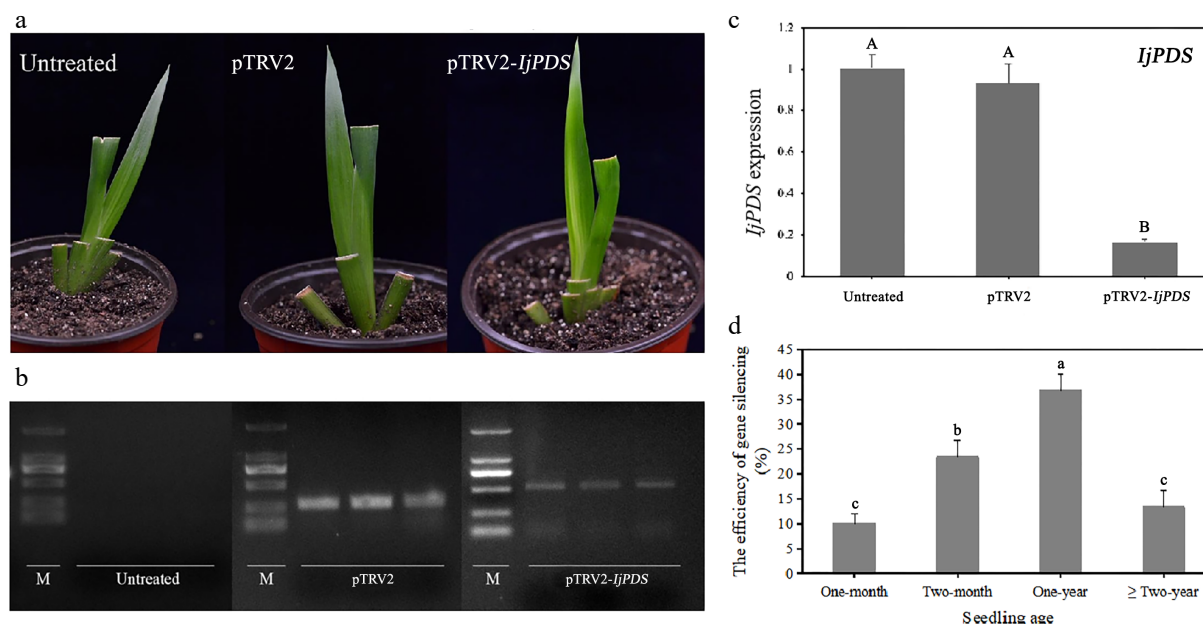 a
Untreated
pTRV2
pTRV2-IjPDS
b
M
Untreated
M
pTRV2
M
pTRV2-IjPDS
c
IjPDS expression
1.2
1
0.8
0.6
0.4
0.2
0
A
A
B
IjPDS
Untreated
pTRV2
pTRV2-IjPDS
d
The efficiency of gene silencing
(%)
45
40
35
30
25
20
15
10
5
0
c
b
a
c
One-month
Two-month
One-year
≥ Two-year
Seedling age